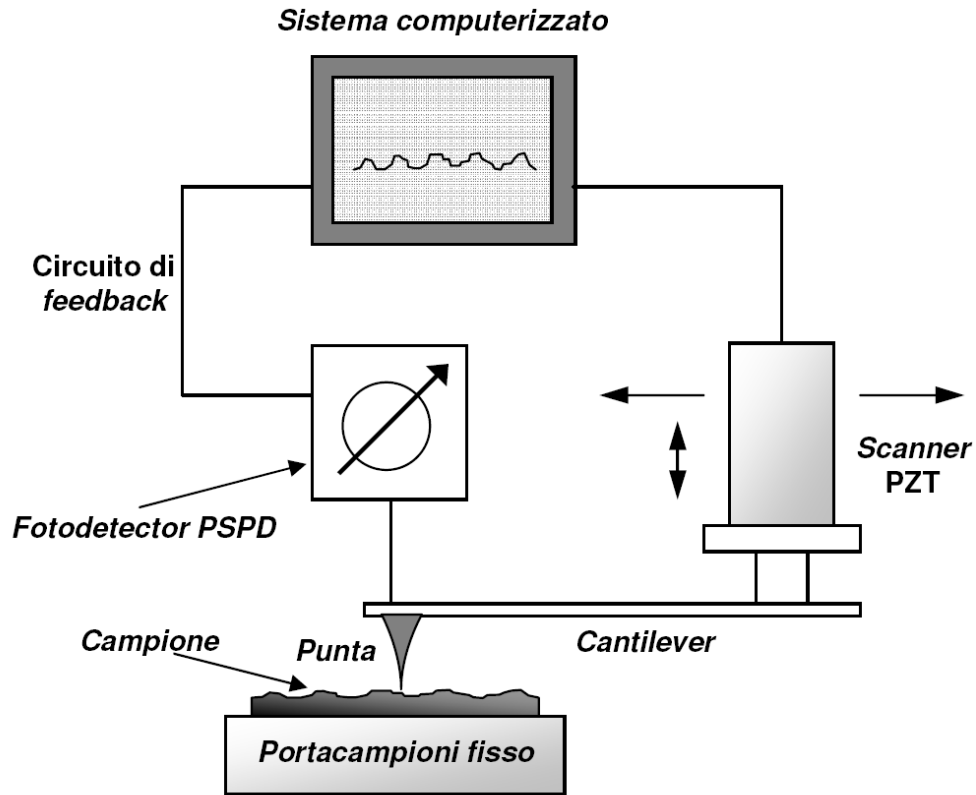 Sistema computerizzato
Circuito di
feedback
Scanner
PZT
Fotodetector PSPD
Campione
Punta
Cantilever
Portacampioni fisso